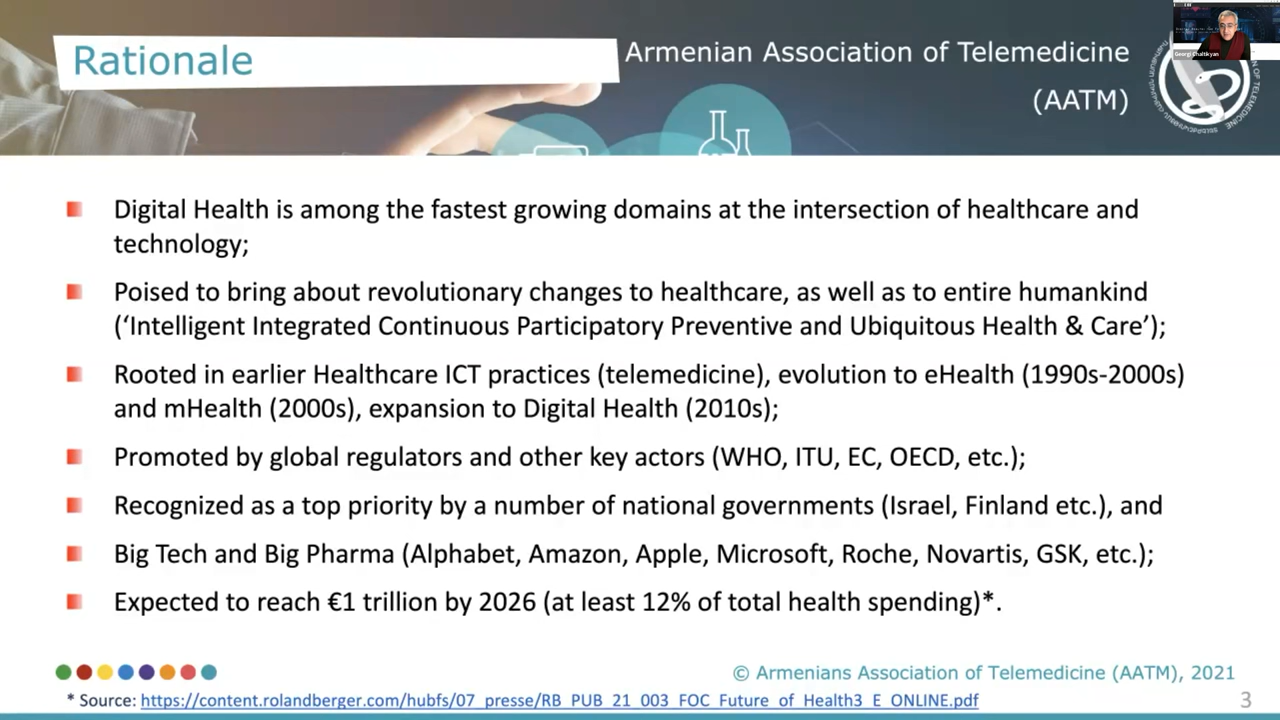 Rationale
Armenian Association of Telemedicine
(AATM)
Georgi Chaltikyan
Digital Health is among the fastest growing domains at the intersection of healthcare and
technology;
Poised to bring about revolutionary changes to healthcare, as well as to entire humankind
(‘Intelligent Integrated Continuous Participatory Preventive and Ubiquitous Health & Care’);
Rooted in earlier Healthcare ICT practices (telemedicine), evolution to eHealth (1990s-2000s)
and mHealth (2000s), expansion to Digital Health (2010s);
Promoted by global regulators and other key actors (WHO, ITU, EC, OECD, etc.);
Recognized as a top priority by a number of national governments (Israel, Finland etc.), and
Big Tech and Big Pharma (Alphabet, Amazon, Apple, Microsoft, Roche, Novartis, GSK, etc.);
Expected to reach €1 trillion by 2026 (at least 12% of total health spending)*.
© Armenians Association of Telemedicine (AATM), 2021
* Source: https://content.rolandberger.com/hubfs/07_presse/RB_PUB_21_003_FOC_Future_of_Health3_E_ONLINE.pdf
3